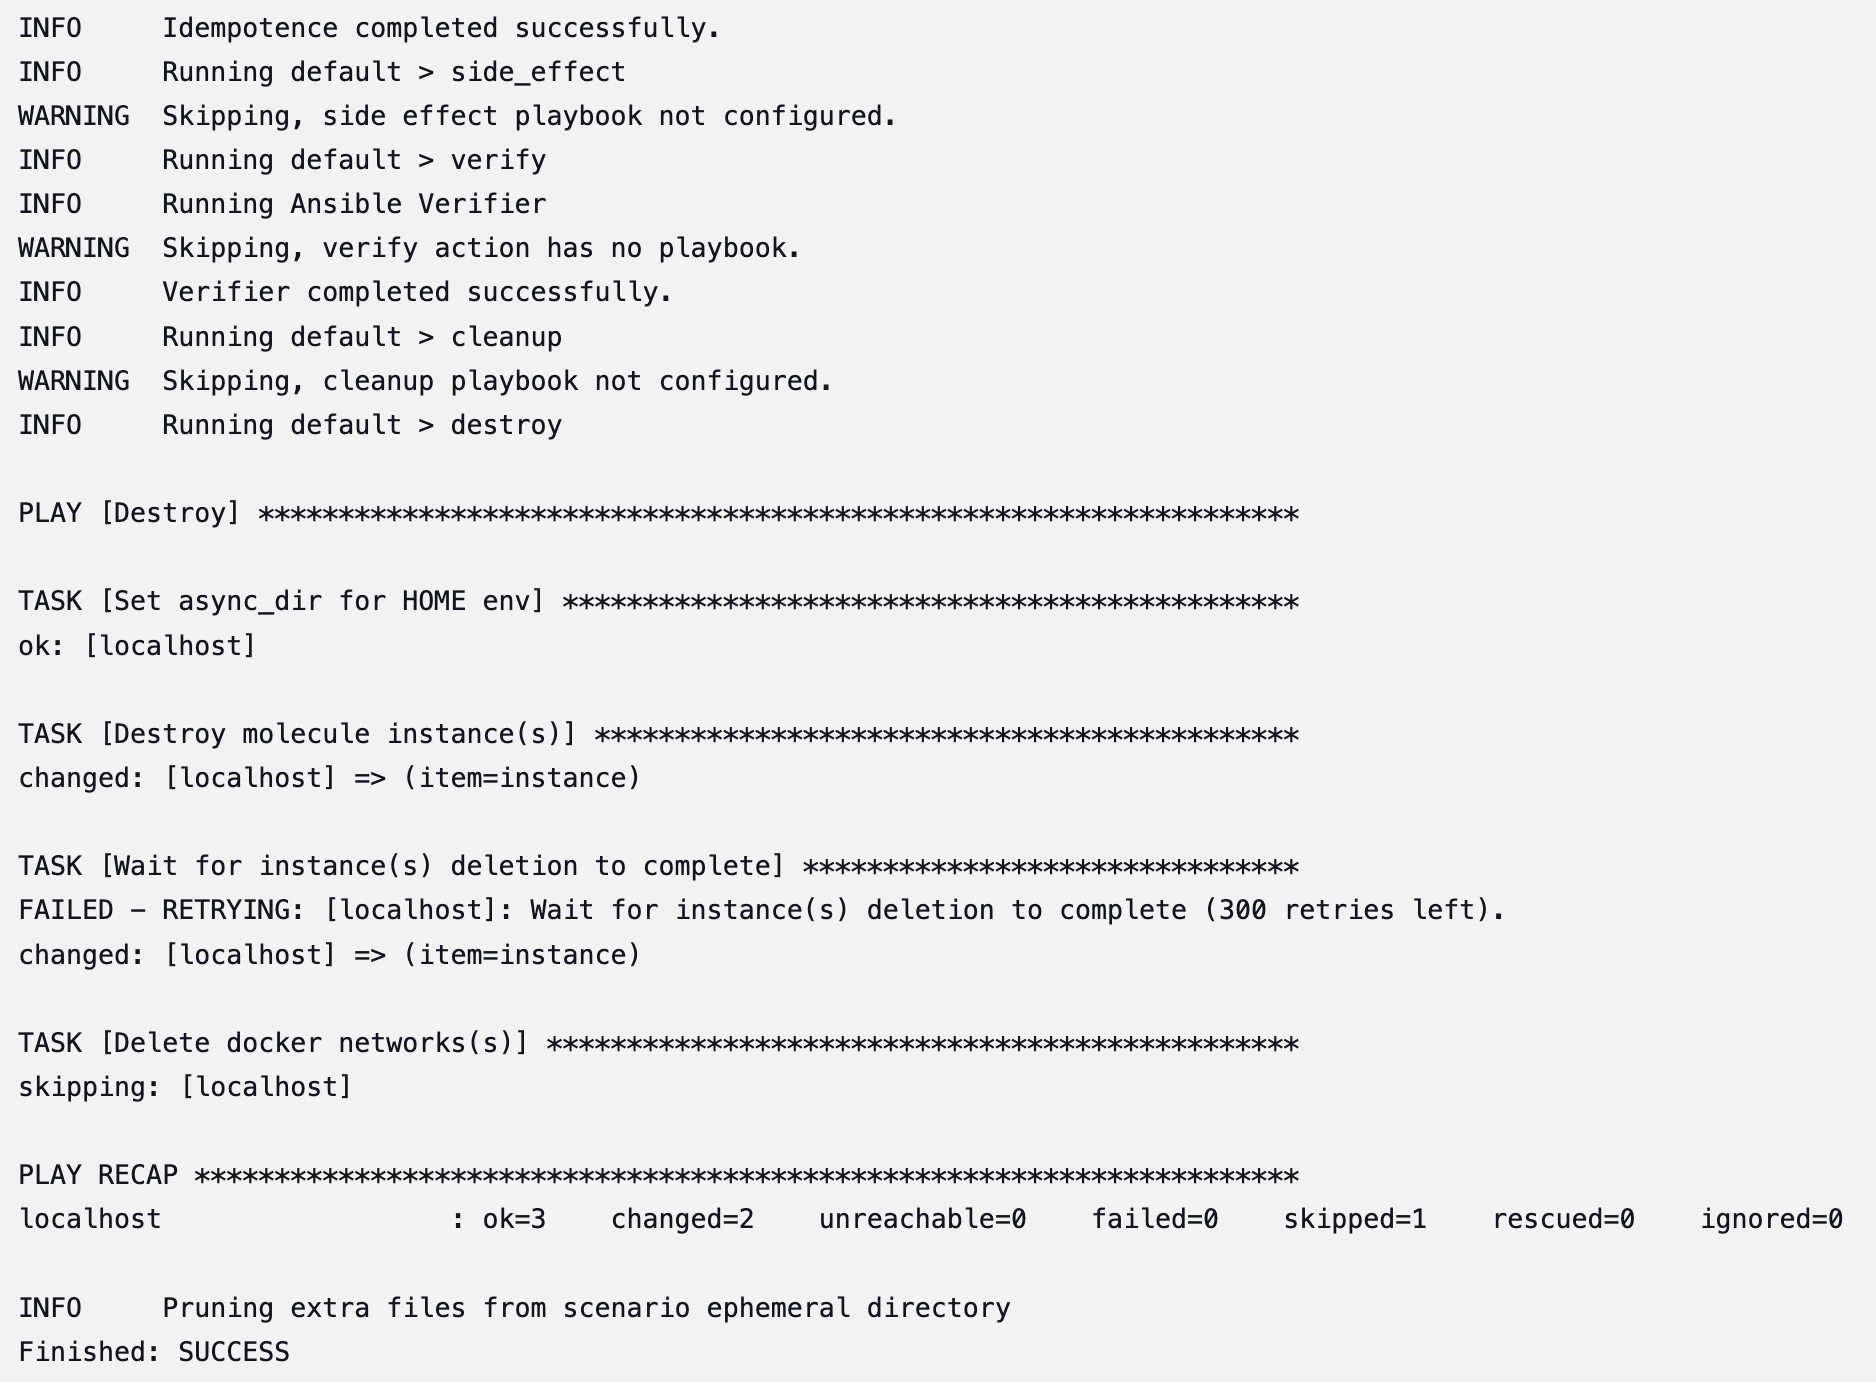 INFO     Idempotence completed successfully.
INFO     Running default > side_effect
WARNING  Skipping, side effect playbook not configured.
INFO     Running default > verify
INFO     Running Ansible Verifier
WARNING  Skipping, verify action has no playbook.
INFO     Verifier completed successfully.
INFO     Running default > cleanup
WARNING  Skipping, cleanup playbook not configured.
INFO     Running default > destroy

PLAY [Destroy] *****************************************************************

TASK [Set async_dir for HOME env] **********************************************
ok: [localhost]

TASK [Destroy molecule instance(s)] ********************************************
changed: [localhost] => (item=instance)

TASK [Wait for instance(s) deletion to complete] *******************************
FAILED - RETRYING: [localhost]: Wait for instance(s) deletion to complete (300 retries left).
changed: [localhost] => (item=instance)

TASK [Delete docker networks(s)] ***********************************************
skipping: [localhost]

PLAY RECAP *********************************************************************
localhost                  : ok=3    changed=2    unreachable=0    failed=0    skipped=1    rescued=0    ignored=0

INFO     Pruning extra files from scenario ephemeral directory
Finished: SUCCESS